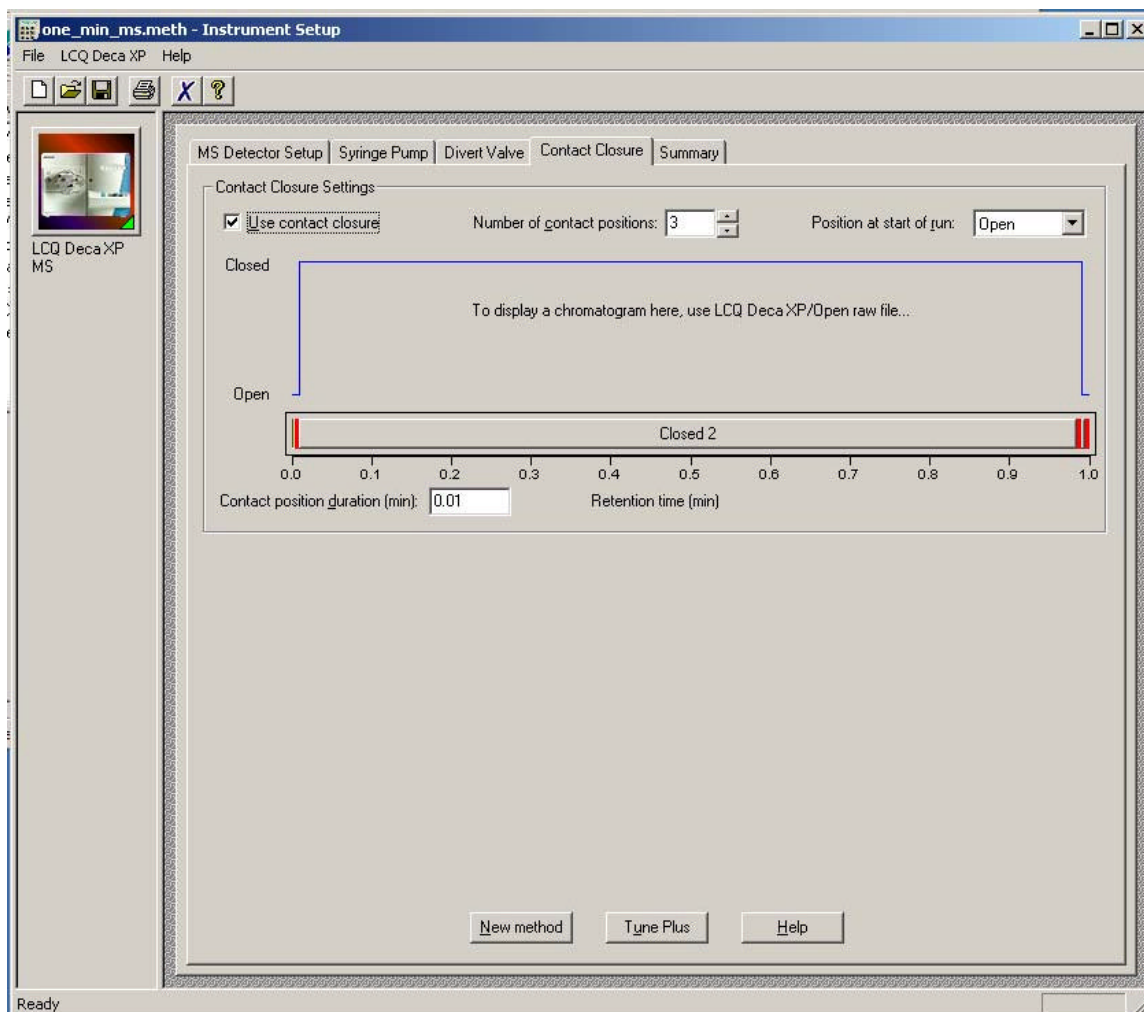 one_min_ms.meth - Instrument Setup
File LCQ Deca XP Help
LCQ Deca XP
MS
MS Detector Setup Syringe Pump Divert Valve Contact Closure Summary
Contact Closure Settings
Use contact closure Number of contact positions: 3 Position at start of run: Open
Closed
To display a chromatogram here, use LCQ Deca XP/Open raw file...
Open
Closed 2
0.0 0.1 0.2 0.3 0.4 0.5 0.6 0.7 0.8 0.9 1.0
Contact position duration (min): 0.01 Retention time (min)
New method Tune Plus Help
Ready